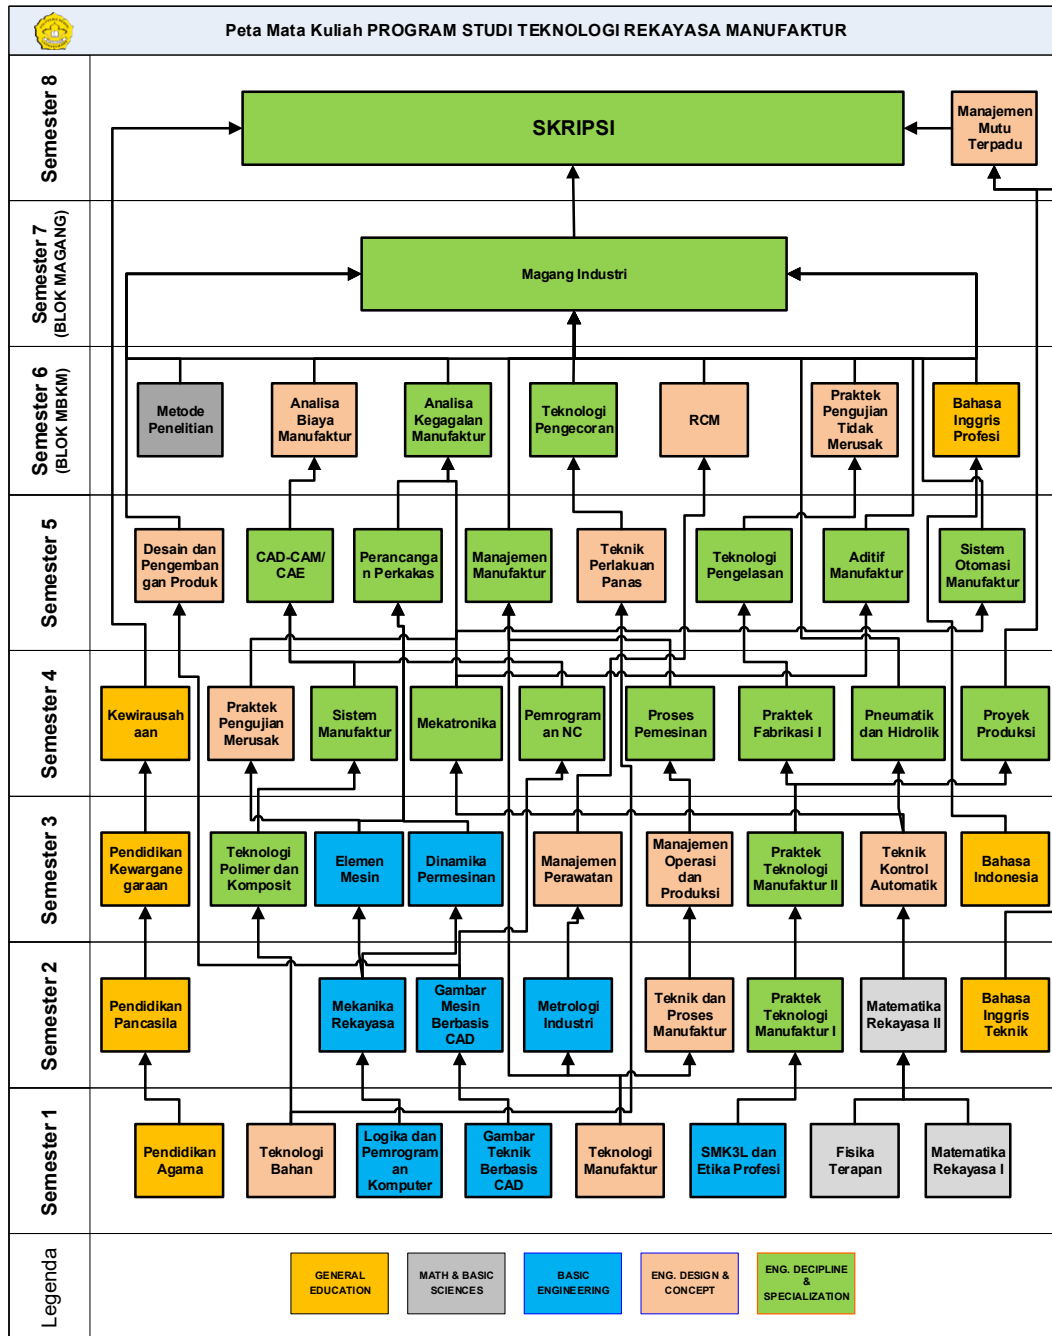 Peta Mata Kuliah PROGRAM STUDI TEKNOLOGI REKAYASA MANUFAKTUR
Semester 8
SKRIPSI
Manajemen
Mutu
Terpadu
Semester 7
(BLOK MAGANG)
Magang Industri
Semester 6
(BLOK MBKM)
Metode
Penelitian
Analisa
Biaya
Manufaktur
Analisa
Kegagalan
Manufaktur
Teknologi
Pengecoran
RCM
Praktek
Pengujian
Tidak
Merusak
Bahasa
Inggris
Profesi
Semester 5
Desain dan
Pengemban
gan Produk
CAD-CAM/
CAE
Perancanga
n Perkakas
Manajemen
Manufaktur
Teknik
Perlakuan
Panas
Teknologi
Pengelasan
Aditif
Manufaktur
Sistem
Otomasi
Manufaktur
Semester 4
Kewirausah
aan
Praktek
Pengujian
Merusak
Sistem
Manufaktur
Mekatronika
Pemrogram
an NC
Proses
Pemesinan
Praktek
Fabrikasi I
Pneumatik
dan Hidrolik
Proyek
Produksi
Semester 3
Pendidikan
Kewargane
garaan
Teknologi
Polimer dan
Komposit
Elemen
Mesin
Dinamika
Permesinan
Manajemen
Perawatan
Manajemen
Operasi
dan
Produksi
Praktek
Teknologi
Manufaktur II
Teknik
Kontrol
Automatik
Bahasa
Indonesia
Semester 2
Pendidikan
Pancasila
Mekanika
Rekayasa
Gambar
Mesin
Berbasis
CAD
Metrologi
Industri
Teknik dan
Proses
Manufaktur
Praktek
Teknologi
Manufaktur I
Matematika
Rekayasa II
Bahasa
Inggris
Teknik
Semester 1
Pendidikan
Agama
Teknologi
Bahan
Logika dan
Pemrogram
an
Komputer
Gambar
Teknik
Berbasis
CAD
Teknologi
Manufaktur
SMK3L dan
Etika Profesi
Fisika
Terapan
Matematika
Rekayasa I
Legenda
GENERAL
EDUCATION
MATH & BASIC
SCIENCES
BASIC
ENGINEERING
ENG. DESIGN &
CONCEPT
ENG. DECIPLINE
&
SPECIALIZATION